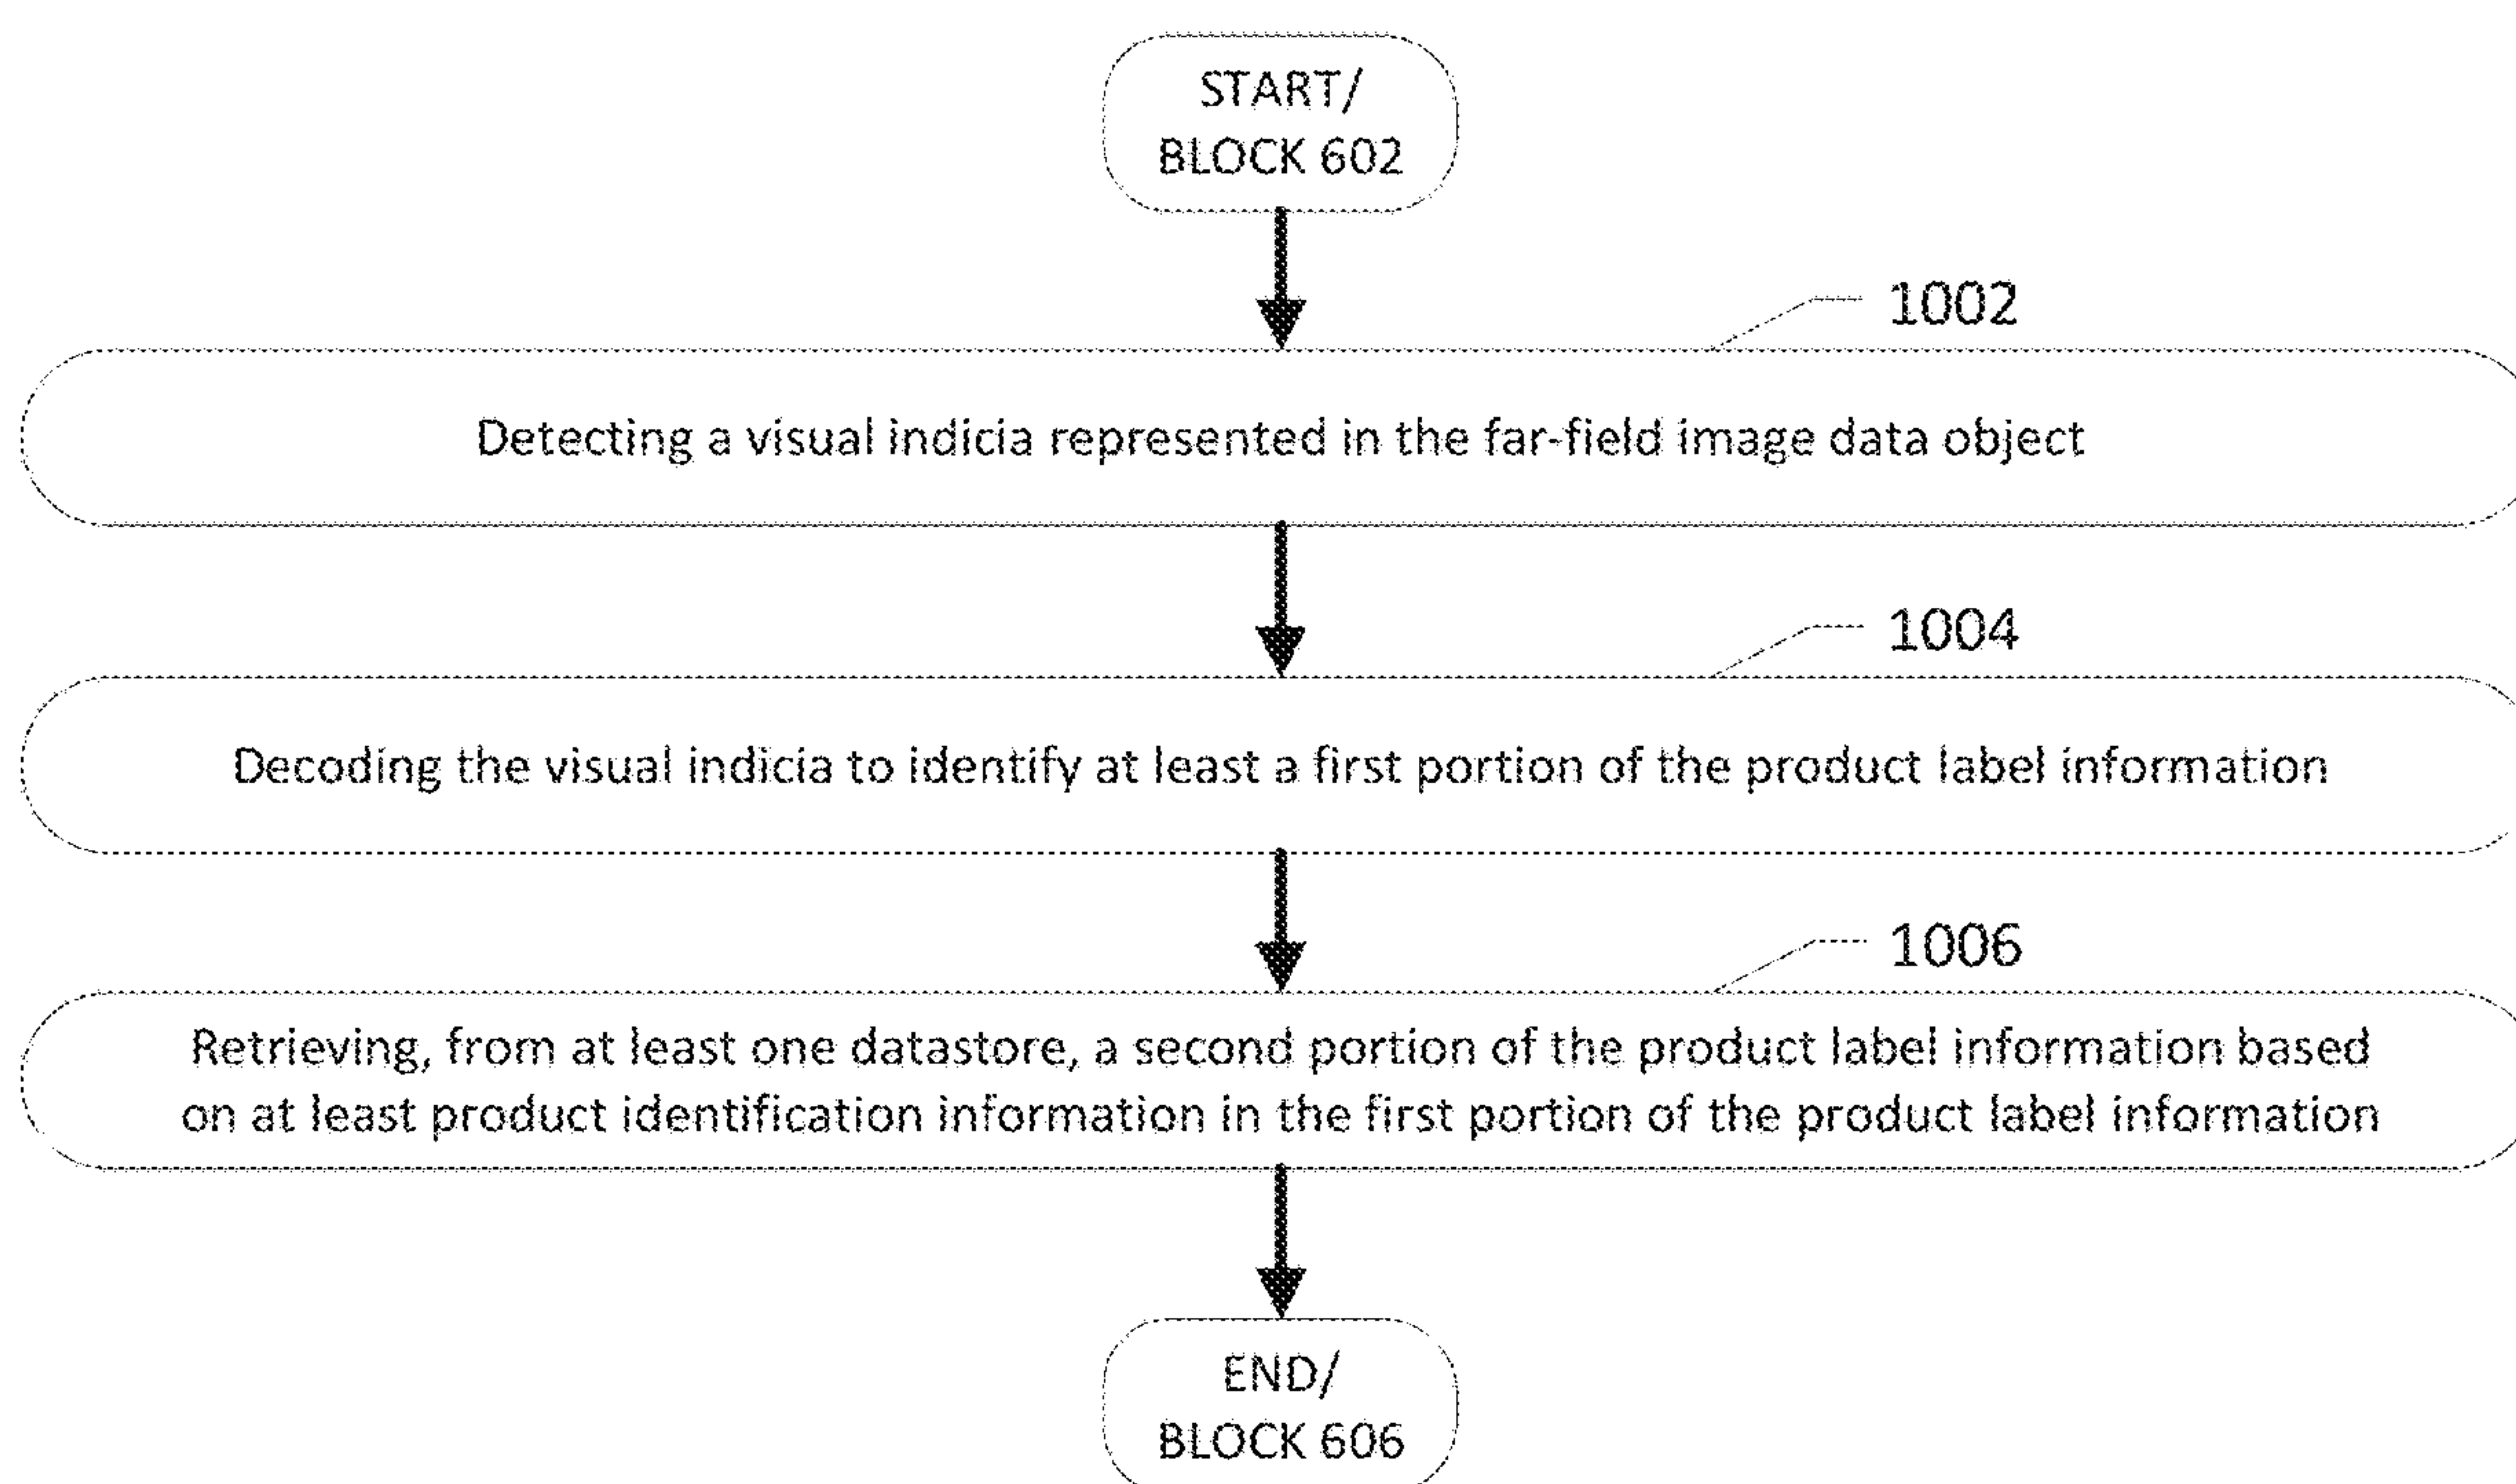 START/
BLOCK 602
1002
Detecting a visual indicia represented in the far-field image data object
1004
Decoding the visual indicia to identify at least a first portion of the product label information
1006
Retrieving, from at least one datastore, a second portion of the product label information based
on at least product identification information in the first portion of the product label information
END/
BLOCK 606